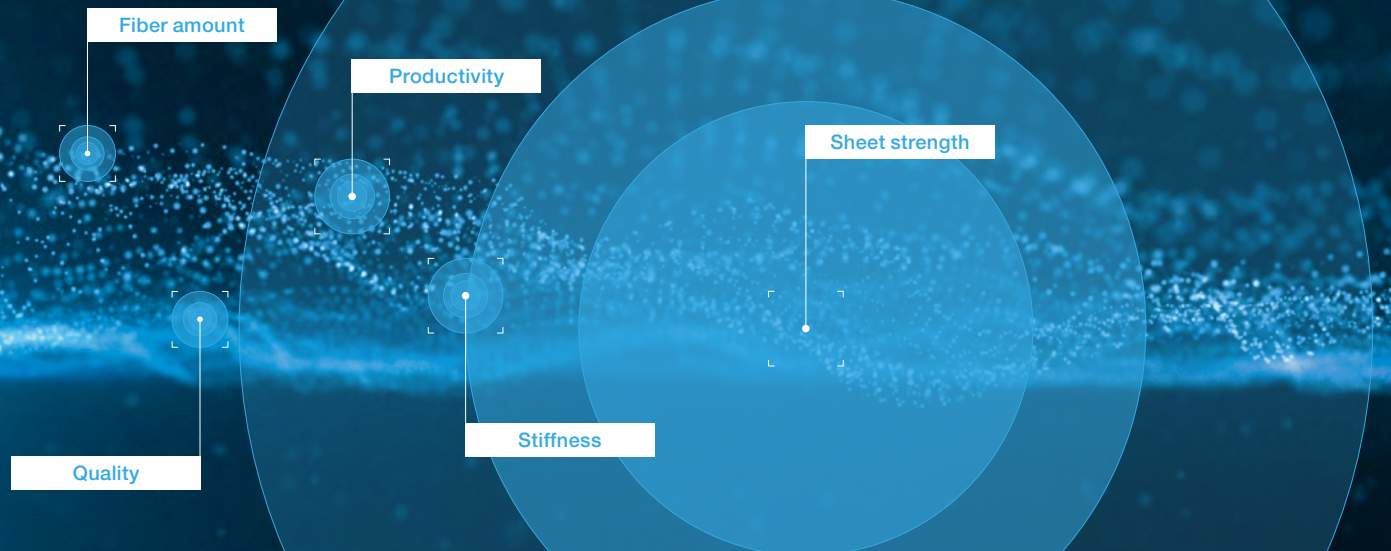 Fiber amount
Productivity
Sheet strength
Stiffness
Quality